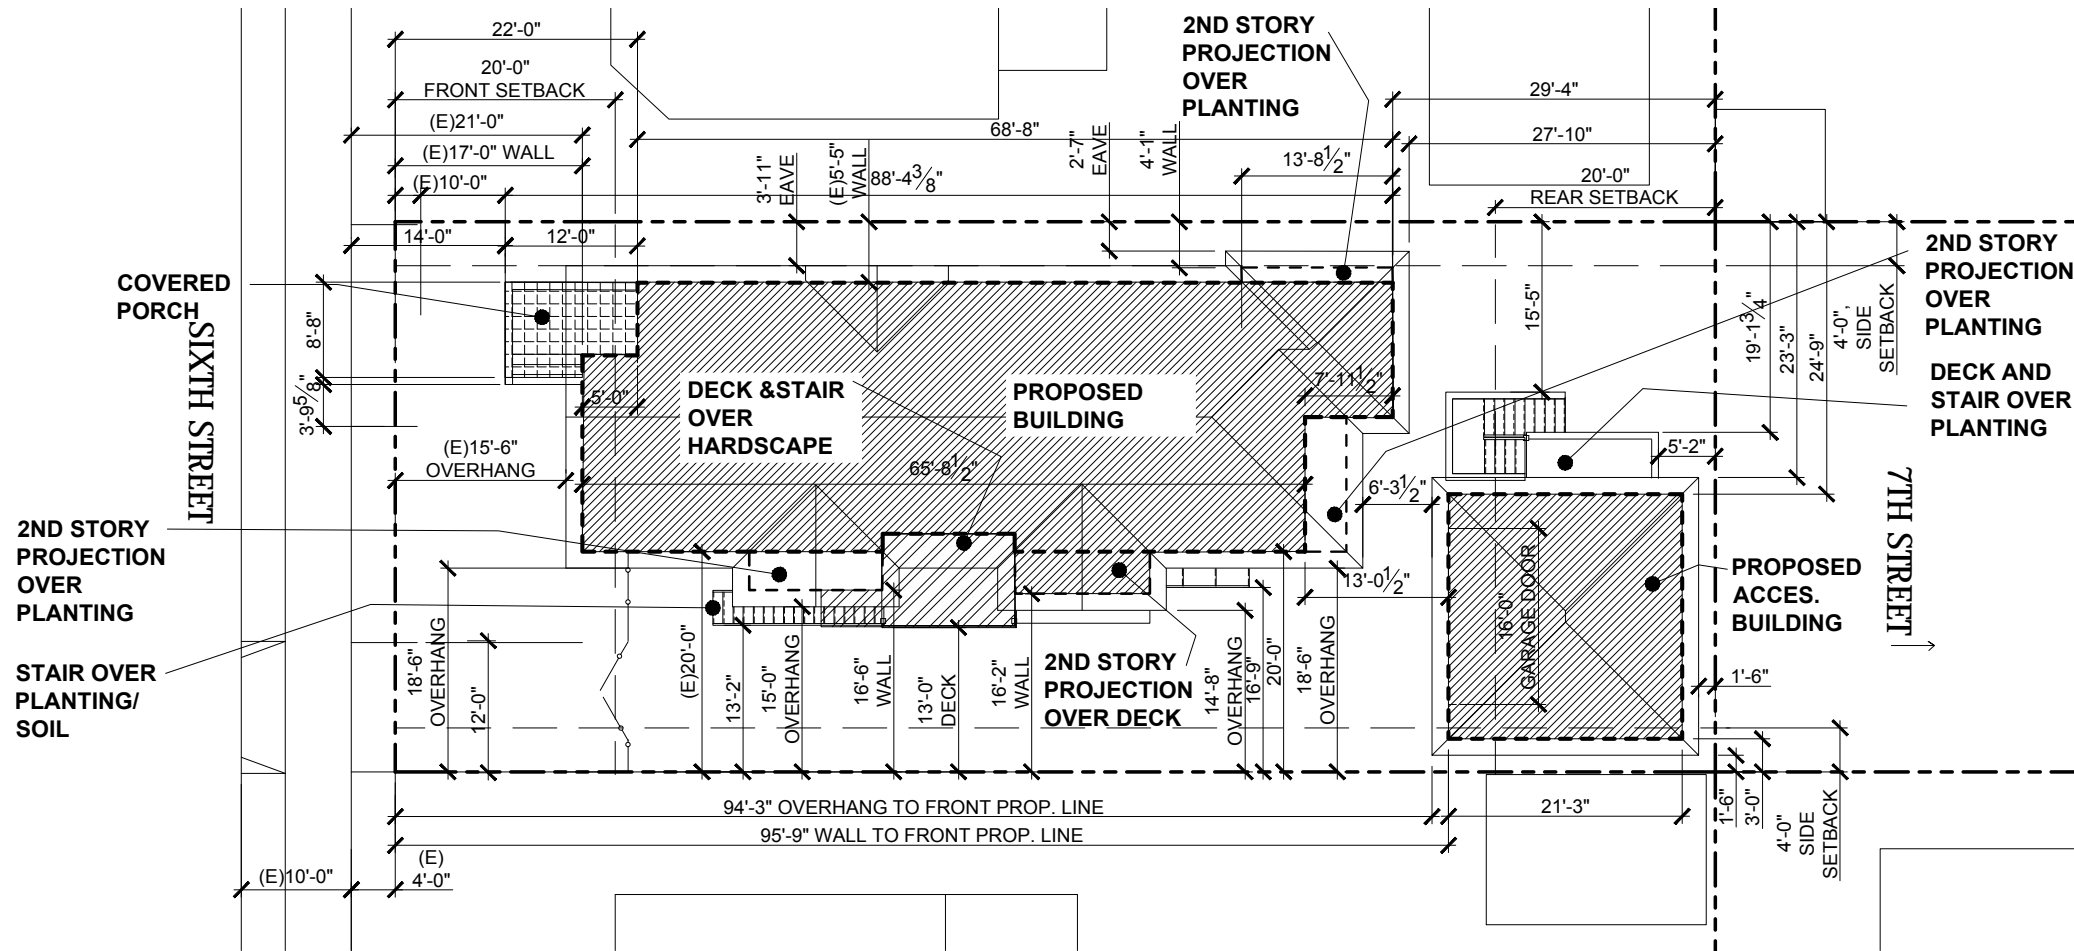 22'-0"
20'-0"
FRONT SETBACK
(E)21'-0"
(E)17'-0" WALL
(E)10'-0"
14'-0"
12'-0"
68'-8"
88'-4 3/8"
3'-11"
EAVE
(E)5'-5"
WALL
2'-7"
EAVE
4'-1"
WALL
13'-8 1/2"
2ND STORY
PROJECTION
OVER
PLANTING
29'-4"
27'-10"
20'-0"
REAR SETBACK
COVERED
PORCH
SIXTH STREET
8'-8"
3'-9 5/8"
5'-0"
(E)15'-6"
OVERHANG
DECK &STAIR
OVER
HARDSCAPE
65'-8 1/2"
PROPOSED
BUILDING
7'-11 1/2"
6'-3 1/2"
15'-5"
19'-1 3/4"
23'-3"
24'-9"
4'-0",
SIDE
SETBACK
2ND STORY
PROJECTION
OVER
PLANTING
DECK AND
STAIR OVER
PLANTING
5'-2"
7TH STREET
2ND STORY
PROJECTION
OVER
PLANTING
STAIR OVER
PLANTING/
SOIL
18'-6"
OVERHANG
12'-0"
(E)20'-0"
13'-2"
15'-0"
OVERHANG
16'-6"
WALL
13'-0"
DECK
16'-2"
WALL
2ND STORY
PROJECTION
OVER DECK
14'-8"
OVERHANG
16'-9"
20'-0"
18'-6"
OVERHANG
13'-0 1/2"
16'-0"
GARAGE DOOR
PROPOSED
ACCES.
BUILDING
1'-6"
94'-3" OVERHANG TO FRONT PROP. LINE
21'-3"
95'-9" WALL TO FRONT PROP. LINE
1'-6"
3'-0"
4'-0"
SIDE
SETBACK
(E)10'-0"
(E)
4'-0"